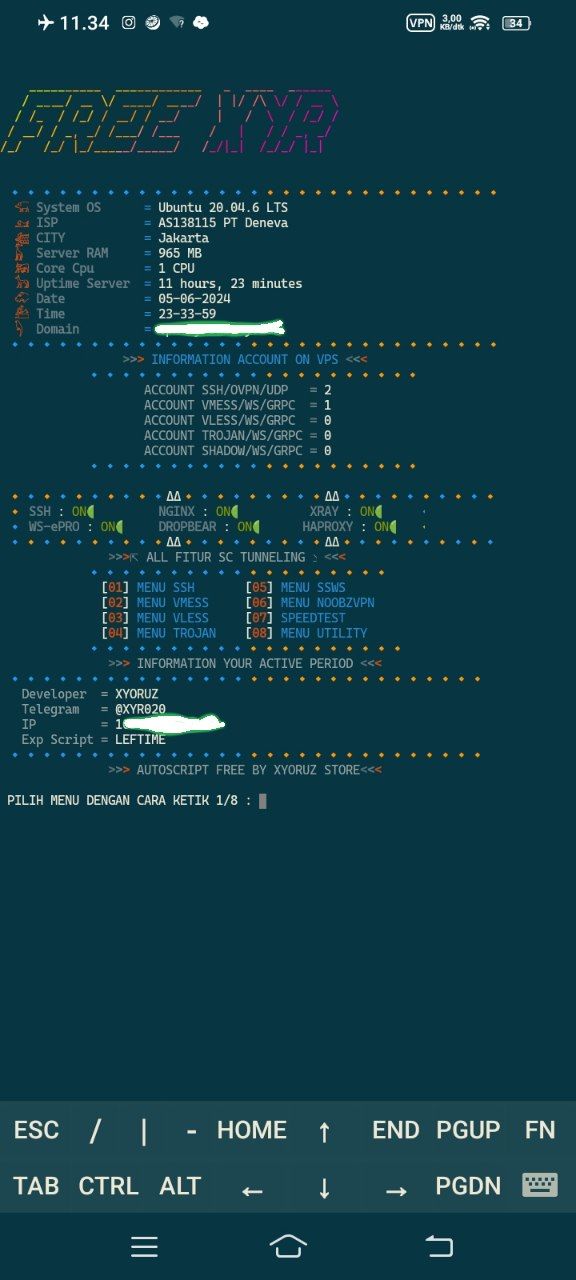 11.34
VPN 3,00 KB/dtk 34
FREE XYR
System OS = Ubuntu 20.04.6 LTS
ISP = AS138115 PT Deneva
CITY = Jakarta
Server RAM = 965 MB
Core Cpu = 1 CPU
Uptime Server = 11 hours, 23 minutes
Date = 05-06-2024
Time = 23-33-59
Domain =
>>> INFORMATION ACCOUNT ON VPS <<<
ACCOUNT SSH/OVPN/UDP = 2
ACCOUNT VMESS/WS/GRPC = 1
ACCOUNT VLESS/WS/GRPC = 0
ACCOUNT TROJAN/WS/GRPC = 0
ACCOUNT SHADOW/WS/GRPC = 0
SSH : ON NGINX : ON XRAY : ON
WS-ePRO : ON DROPBEAR : ON HAPROXY : ON
>>> ALL FITUR SC TUNNELING <<<
[01] MENU SSH [05] MENU SSWS
[02] MENU VMESS [06] MENU NOOBZVPN
[03] MENU VLESS [07] SPEEDTEST
[04] MENU TROJAN [08] MENU UTILITY
>>> INFORMATION YOUR ACTIVE PERIOD <<<
Developer = XYORUZ
Telegram = @XYR020
IP = 1
Exp Script = LEFTIME
>>> AUTOSCRIPT FREE BY XYORUZ STORE<<<
PILIH MENU DENGAN CARA KETIK 1/8 :
ESC / | - HOME ↑ END PGUP FN
TAB CTRL ALT ← ↓ → PGDN